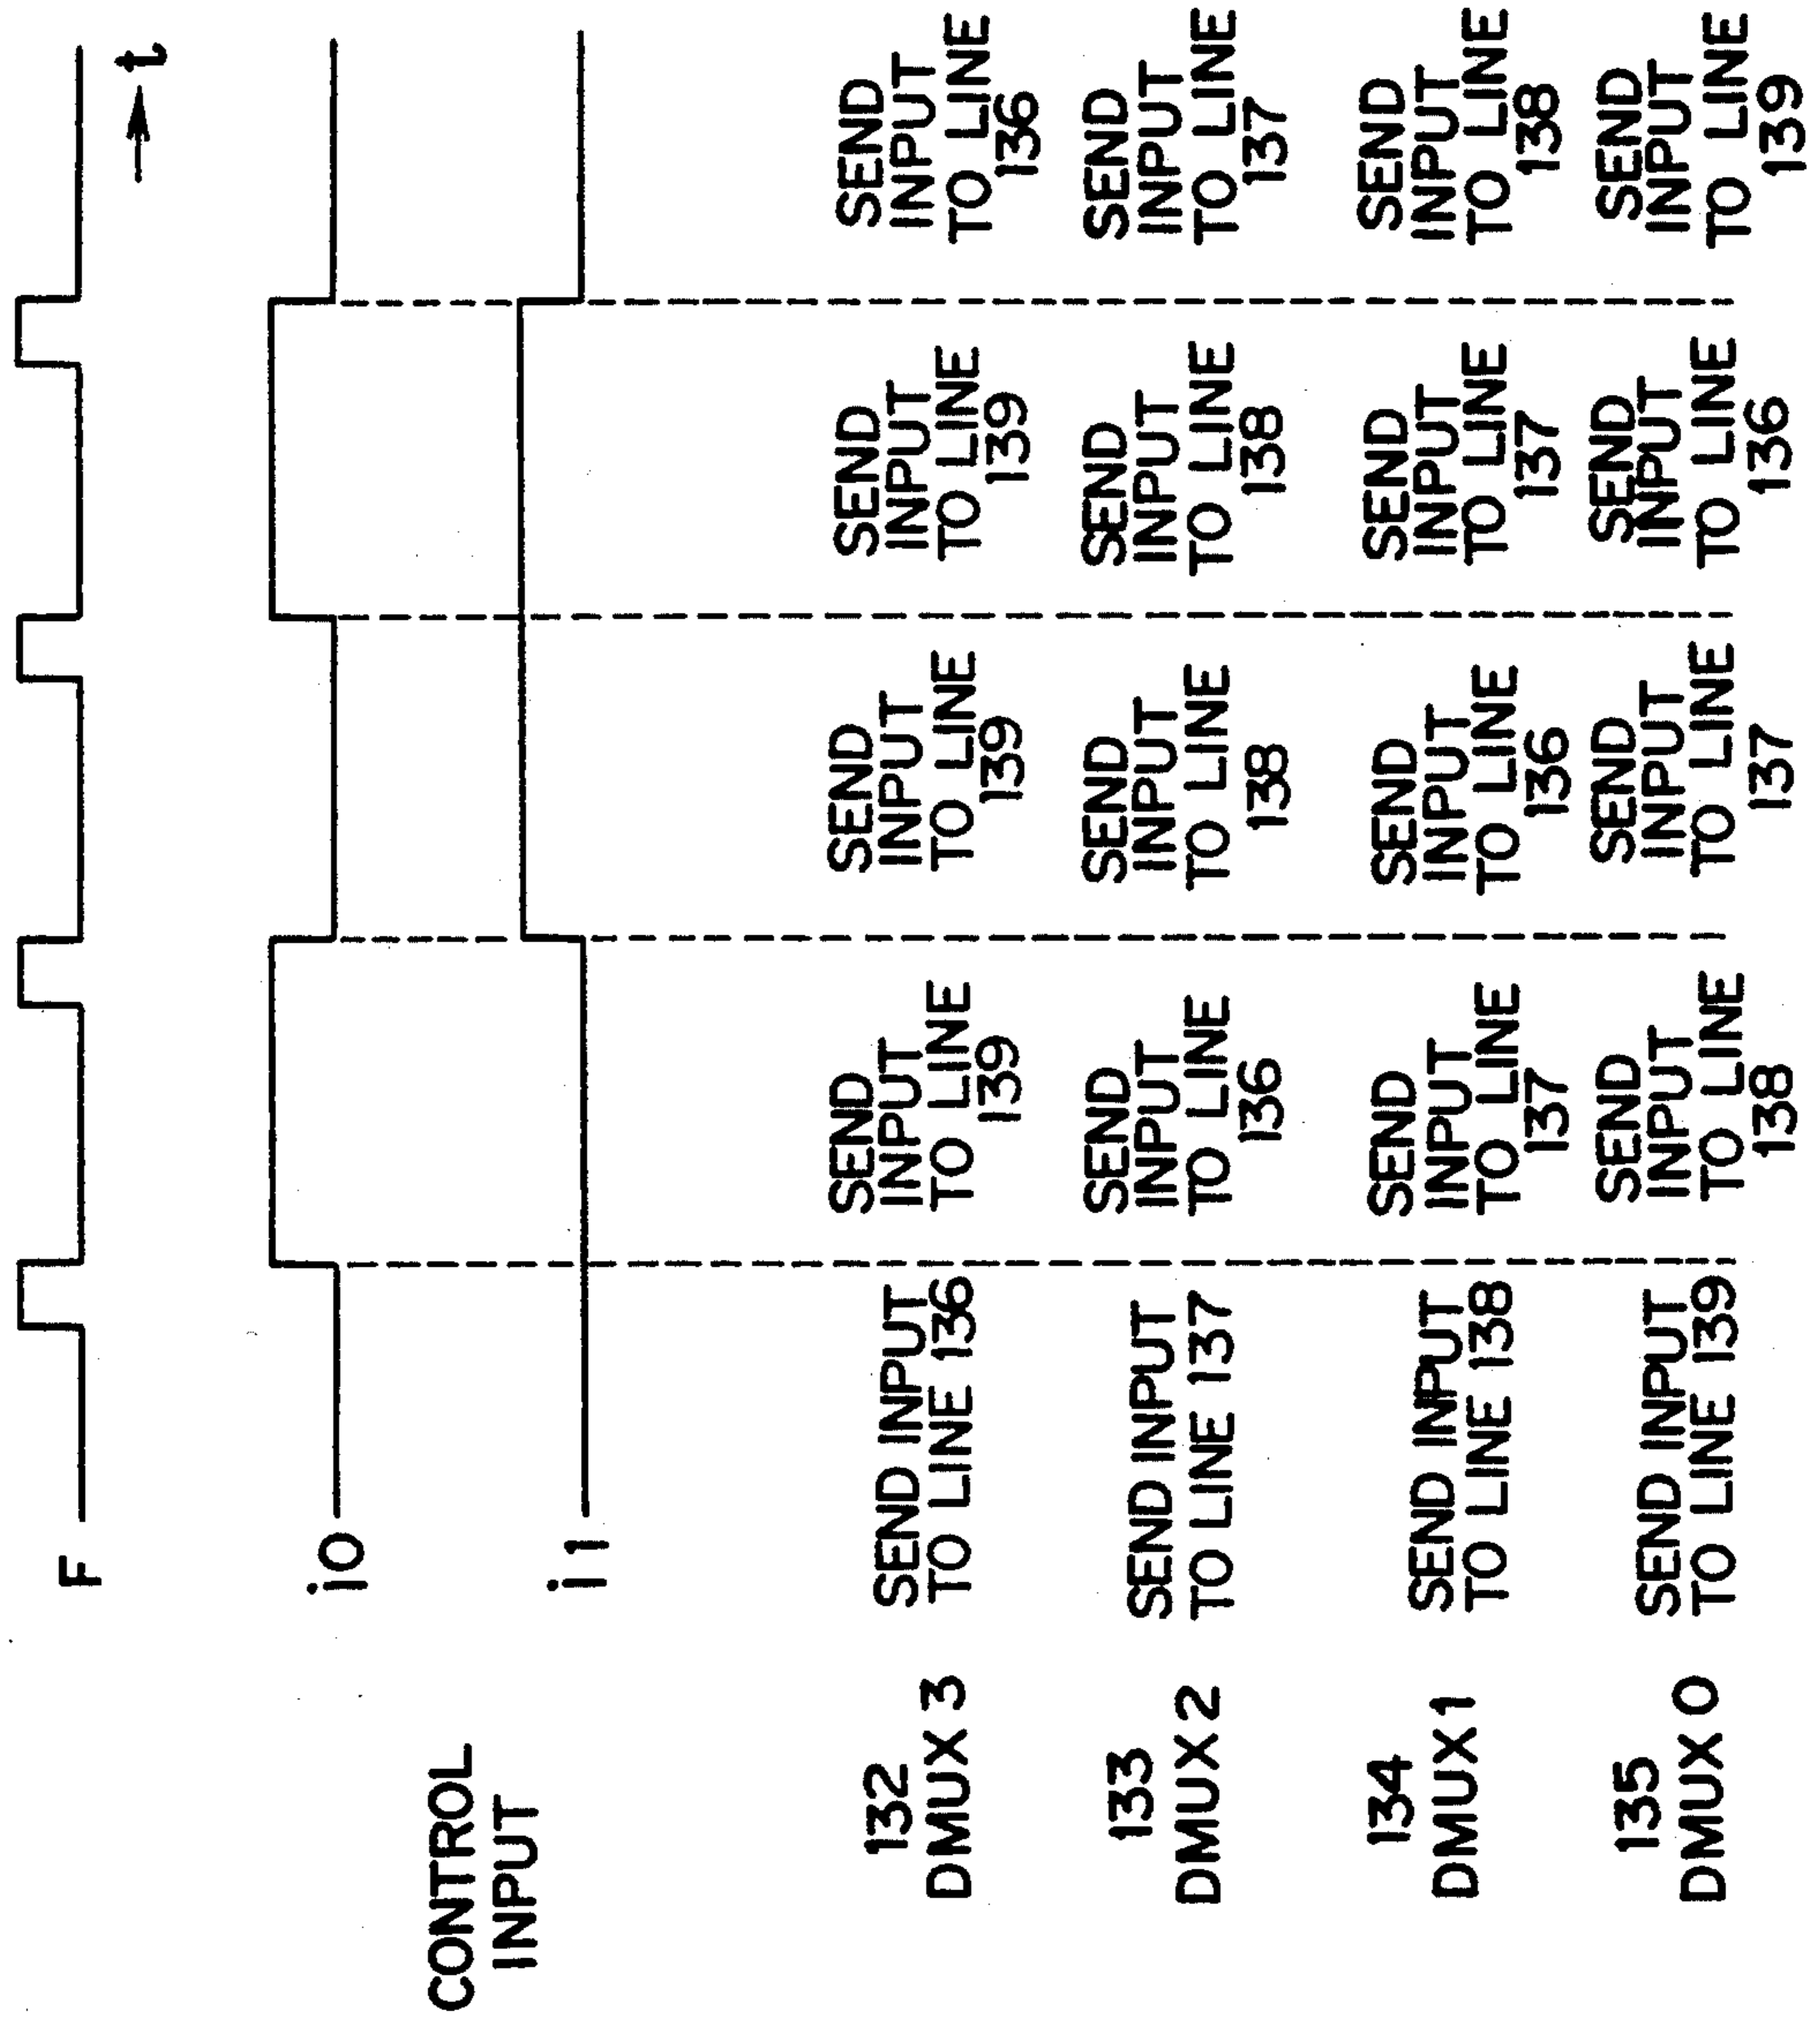 F
t
i0
CONTROL
INPUT
i1
132
DMUX 3
SEND INPUT
TO LINE 136
SEND
INPUT
TO LINE
139
SEND
INPUT
TO LINE
139
SEND
INPUT
TO LINE
139
SEND
INPUT
TO LINE
136
133
DMUX 2
SEND INPUT
TO LINE 137
SEND
INPUT
TO LINE
136
SEND
INPUT
TO LINE
138
SEND
INPUT
TO LINE
138
SEND
INPUT
TO LINE
137
134
DMUX 1
SEND INPUT
TO LINE 138
SEND
INPUT
TO LINE
137
SEND
INPUT
TO LINE
136
SEND
INPUT
TO LINE
137
SEND
INPUT
TO LINE
138
135
DMUX 0
SEND INPUT
TO LINE 139
SEND
INPUT
TO LINE
138
SEND
INPUT
TO LINE
137
SEND
INPUT
TO LINE
136
SEND
INPUT
TO LINE
139